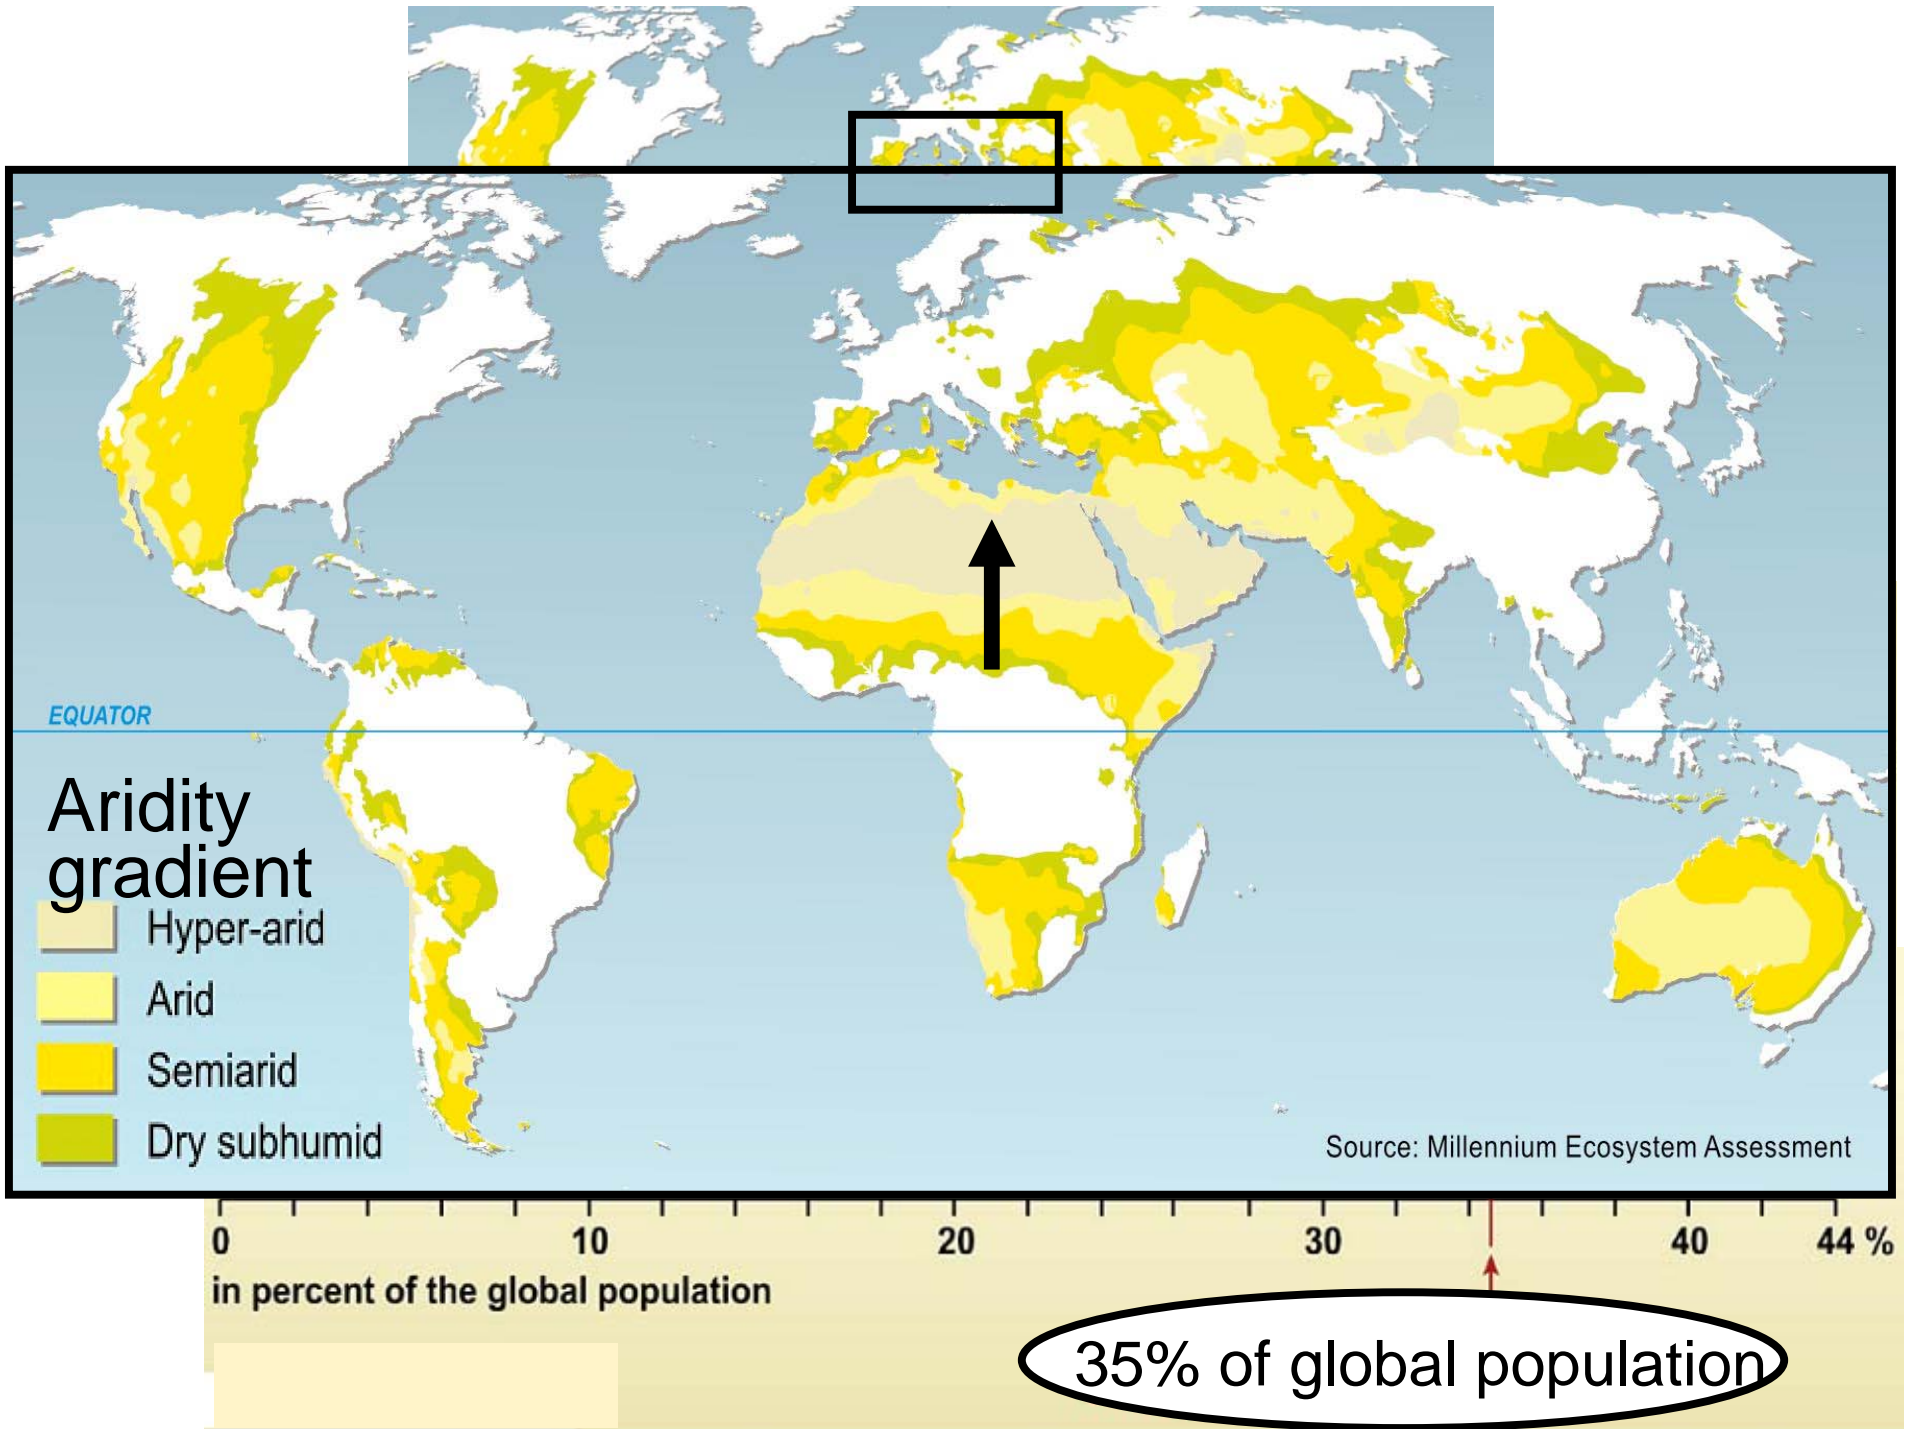 EQUATOR
Aridity
gradient
Hyper-arid
Arid
Semiarid
Dry subhumid
Source: Millennium Ecosystem Assessment
0 10 20 30 40 44 %
in percent of the global population
35% of global population